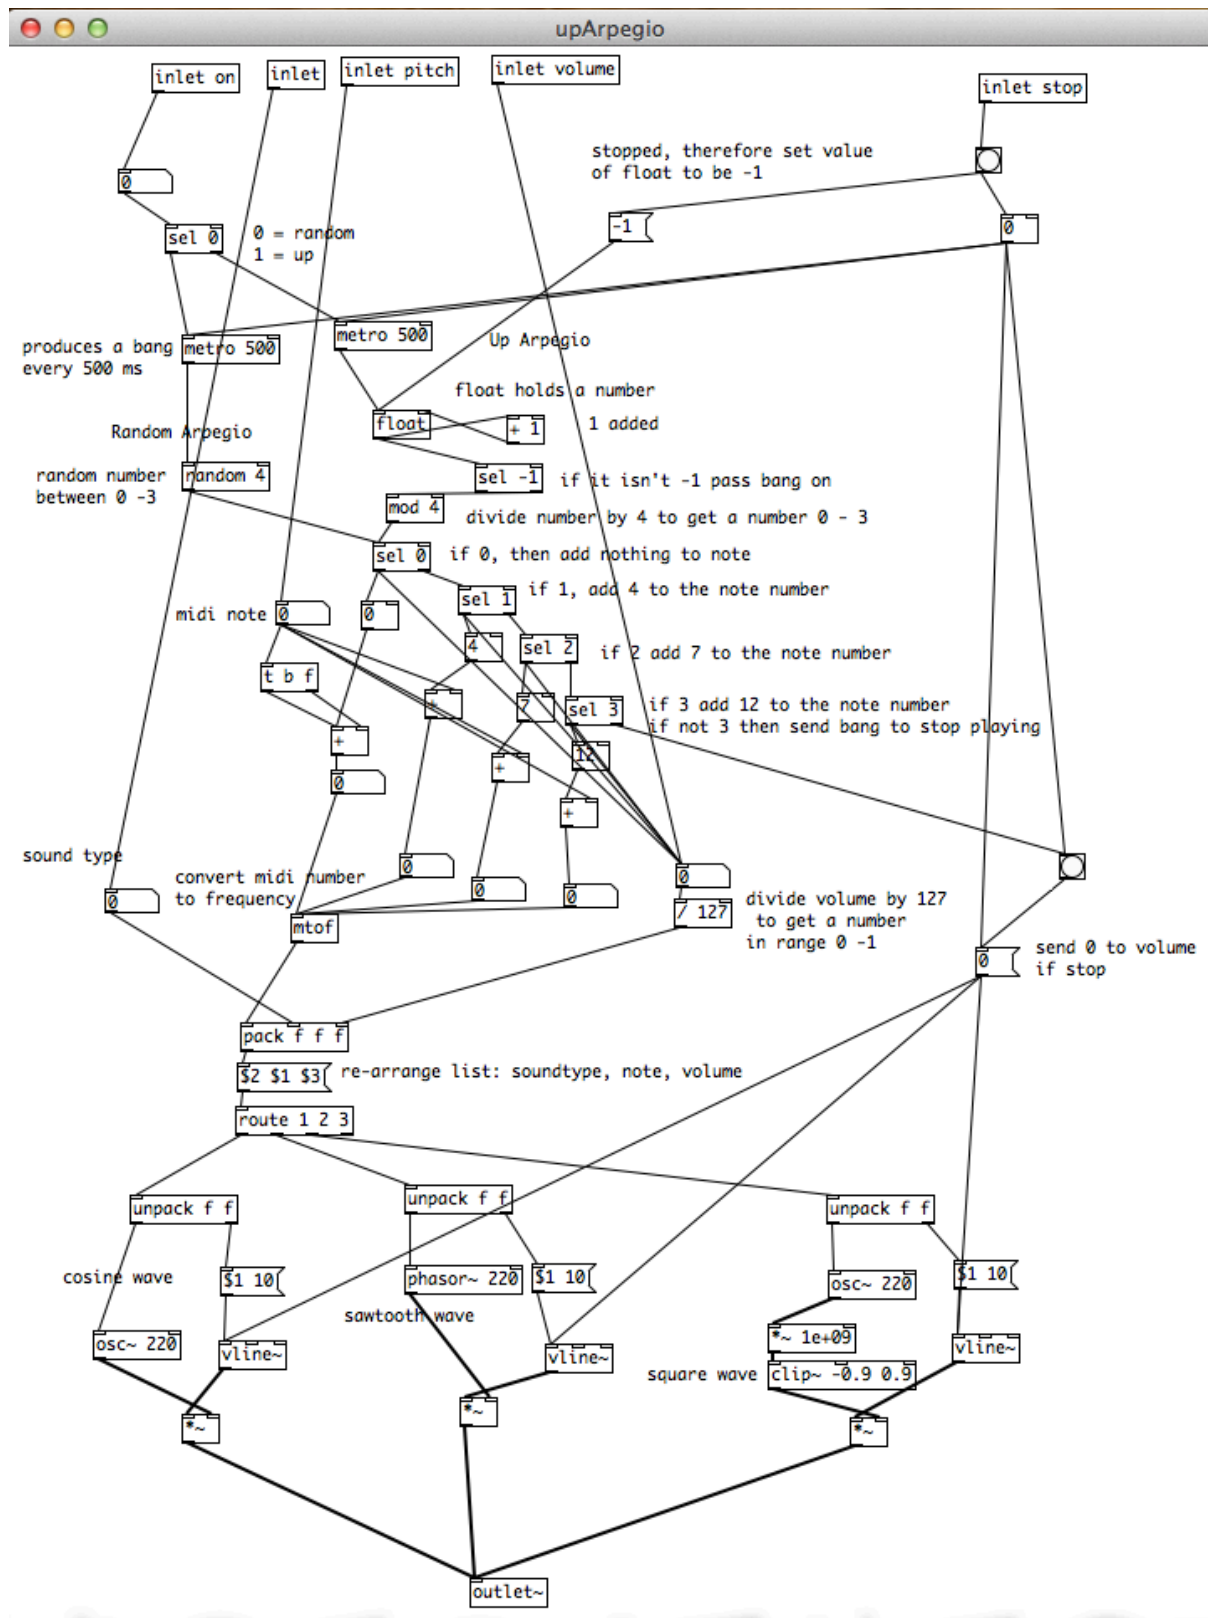 upArpegio
inlet on
inlet
inlet pitch
inlet volume
inlet stop
stopped, therefore set value
of float to be -1
0
-1
0
sel 0
0 = random
1 = up
metro 500
produces a bang
every 500 ms
metro 500
Up Arpegio
float holds a number
float
+ 1
1 added
Random Arpegio
random number
between 0 -3
random 4
sel -1
if it isn't -1 pass bang on
mod 4
divide number by 4 to get a number 0 - 3
sel 0
if 0, then add nothing to note
sel 1
if 1, add 4 to the note number
midi note
0
0
4
sel 2
if 2 add 7 to the note number
t b f
+
7
sel 3
if 3 add 12 to the note number
if not 3 then send bang to stop playing
+
12
+
0
+
sound type
0
convert midi number
to frequency
0
0
0
0
/ 127
divide volume by 127
to get a number
in range 0 -1
mtof
0
send 0 to volume
if stop
pack f f f
$2 $1 $3
re-arrange list: soundtype, note, volume
route 1 2 3
unpack f f
unpack f f
unpack f f
cosine wave
$1 10
phasor~ 220
$1 10
osc~ 220
$1 10
sawtooth wave
osc~ 220
vline~
vline~
*~ 1e+09
vline~
square wave
clip~ -0.9 0.9
*~
*~
*~
outlet~